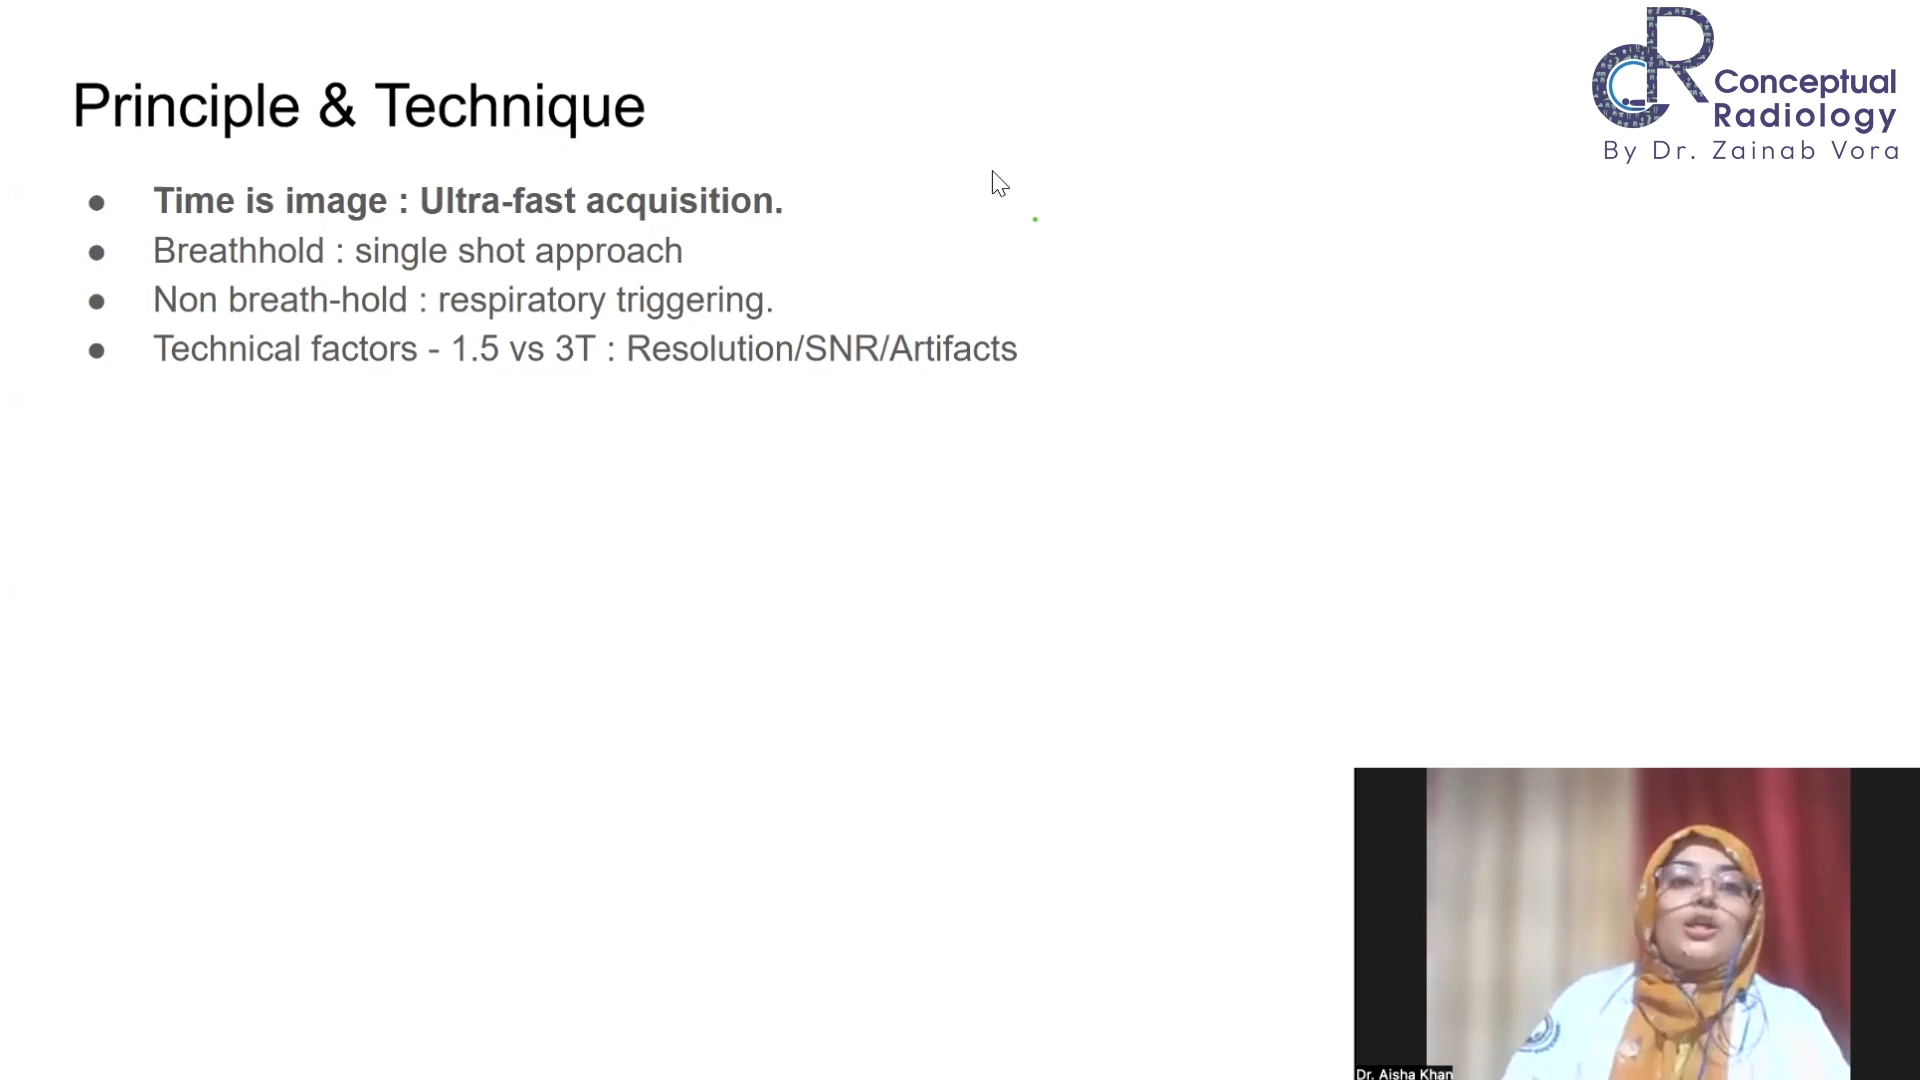 Conceptual
Radiology
By Dr. Zainab Vora
Principle & Technique
Time is image : Ultra-fast acquisition.
Breathhold : single shot approach
Non breath-hold : respiratory triggering.
Technical factors - 1.5 vs 3T : Resolution/SNR/Artifacts
Dr. Aisha Khan